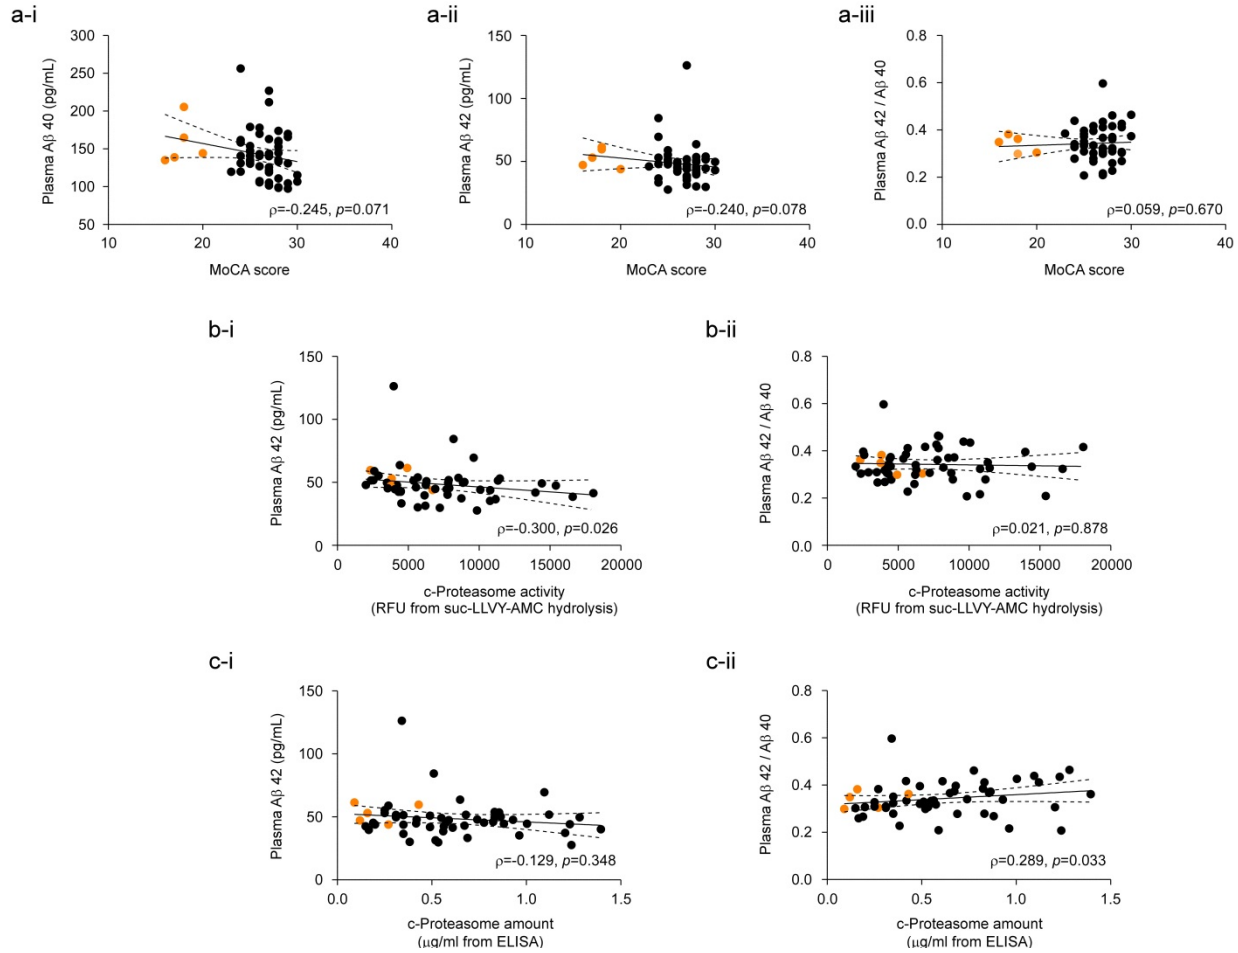 a-i
a-ii
a-iii
Plasma Aβ 40 (pg/mL)
300
250
200
150
100
50
ρ=-0.245, p=0.071
10
20
30
40
MoCA score
Plasma Aβ 42 (pg/mL)
150
100
50
0
ρ=-0.240, p=0.078
10
20
30
40
MoCA score
Plasma Aβ 42 / Aβ 40
0.8
0.6
0.4
0.2
0.0
ρ=0.059, p=0.670
10
20
30
40
MoCA score
b-i
b-ii
Plasma Aβ 42 (pg/mL)
150
100
50
0
ρ=-0.300, p=0.026
0
5000
10000
15000
20000
c-Proteasome activity
(RFU from suc-LLVY-AMC hydrolysis)
Plasma Aβ 42 / Aβ 40
0.8
0.6
0.4
0.2
0.0
ρ=0.021, p=0.878
0
5000
10000
15000
20000
c-Proteasome activity
(RFU from suc-LLVY-AMC hydrolysis)
c-i
c-ii
Plasma Aβ 42 (pg/mL)
150
100
50
0
ρ=-0.129, p=0.348
0.0
0.5
1.0
1.5
c-Proteasome amount
(μg/ml from ELISA)
Plasma Aβ 42 / Aβ 40
0.8
0.6
0.4
0.2
0.0
ρ=0.289, p=0.033
0.0
0.5
1.0
1.5
c-Proteasome amount
(μg/ml from ELISA)